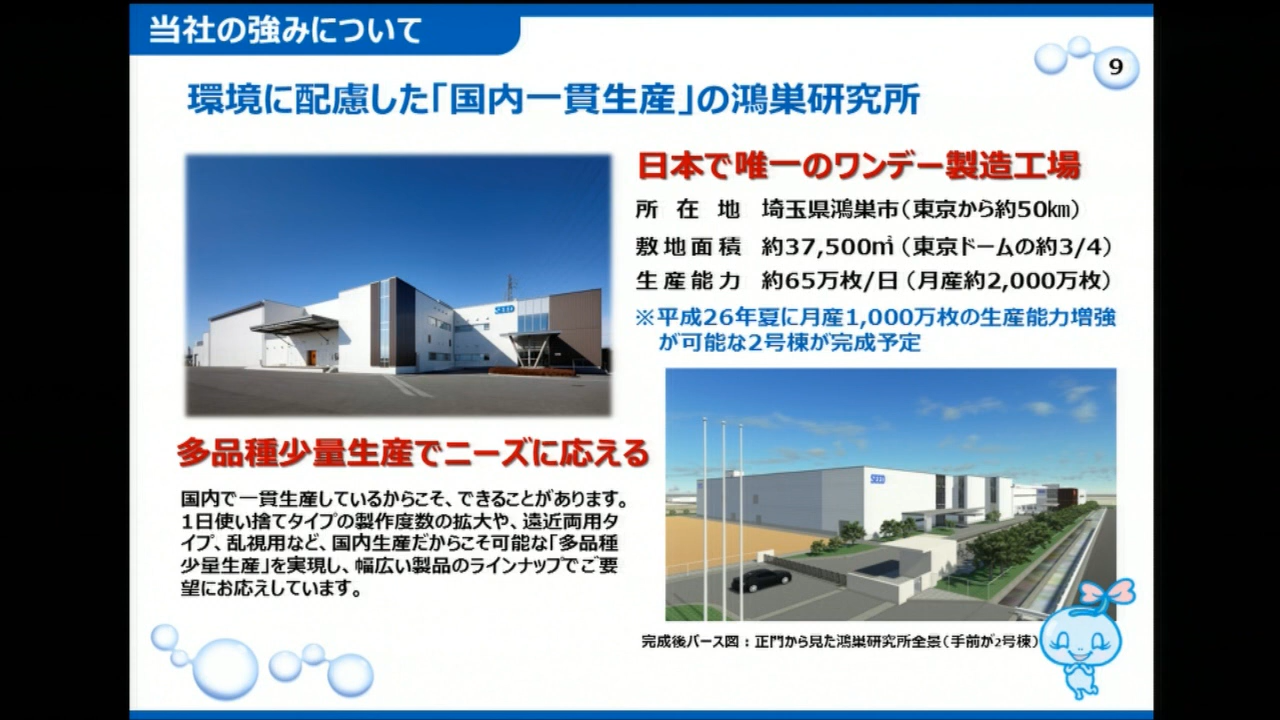 当社の強みについて
9
環境に配慮した「国内一貫生産」の鴻巣研究所
日本で唯一のワンデー製造工場
所在地 埼玉県鴻巣市（東京から約50㎞）
敷地面積 約37,500㎡（東京ドームの約3/4）
生産能力 約65万枚/日（月産約2,000万枚）
※平成26年夏に月産1,000万枚の生産能力増強
が可能な2号棟が完成予定
SEED
多品種少量生産でニーズに応える
国内で一貫生産しているからこそ、できることがあります。
1日使い捨てタイプの製作度数の拡大や、遠近両用タ
イプ、乱視用など、国内生産だからこそ可能な「多品種
少量生産」を実現し、幅広い製品のラインナップでご要
望にお応えしています。
SEED
完成後パース図：正門から見た鴻巣研究所全景（手前が2号棟）